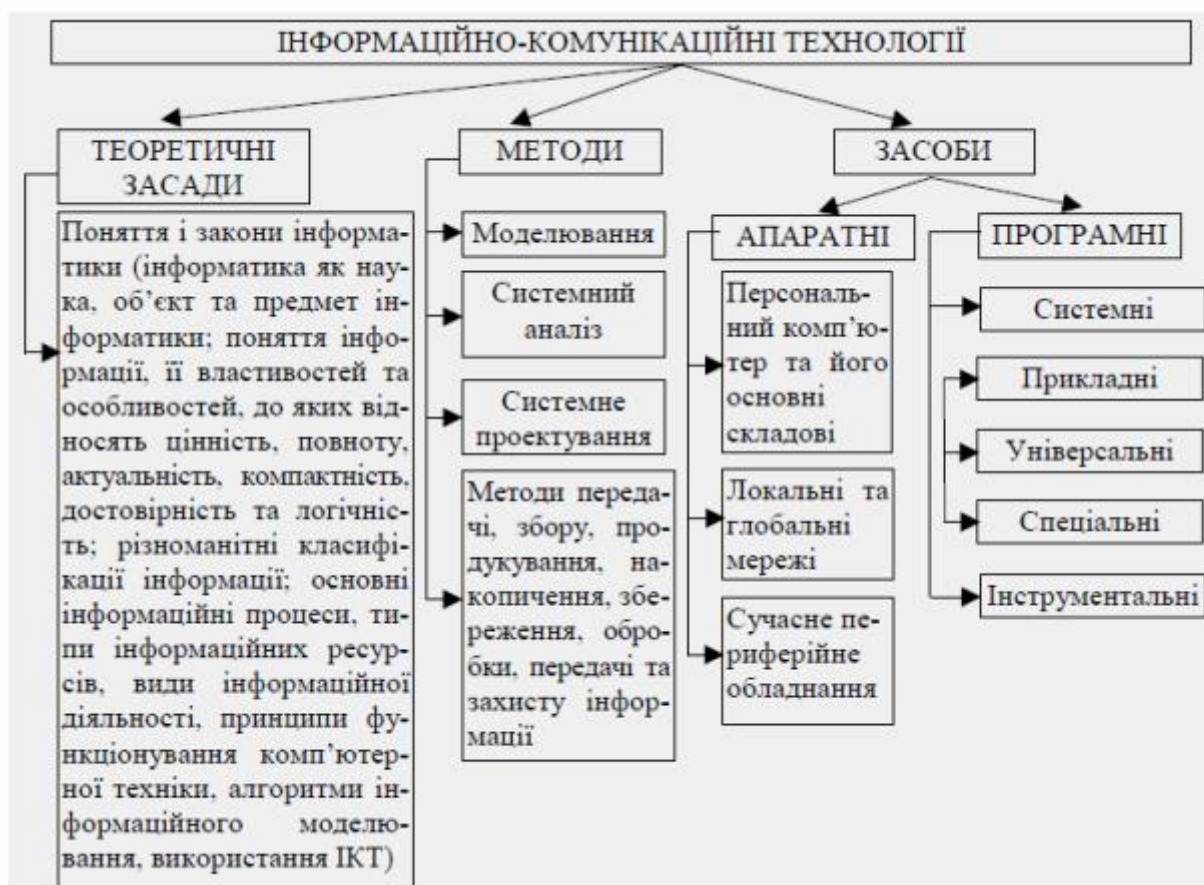 ІНФОРМАЦІЙНО-КОМУНІКАЦІЙНІ ТЕХНОЛОГІЇ
ТЕОРЕТИЧНІ
ЗАСАДИ
Поняття і закони інформа-
тики (інформатика як нау-
ка, об’єкт та предмет ін-
форматики; поняття інфо-
рмації, її властивостей та
особливостей, до яких від-
носять цінність, повноту,
актуальність, компактність,
достовірність та логічніс-
ть; різноманітні класифі-
кації інформації; основні
інформаційні процеси, ти-
пи інформаційних ресур-
сів, види інформаційної
діяльності, принципи фу-
нкціонування комп’ютер-
ної техніки, алгоритми ін-
формаційного моделю-
вання, використання ІКТ)
МЕТОДИ
Моделювання
Системний
аналіз
Системне
проектування
Методи переда-
чі, збору, про-
дукування, на-
копичення, збе-
реження, обро-
бки, передачі та
захисту інфор-
мації
ЗАСОБИ
АПАРАТНІ
Персональ-
ний комп’ю-
тер та його
основні
складові
Локальні та
глобальні
мережі
Сучасне пе-
риферійне
обладнання
ПРОГРАМНІ
Системні
Прикладні
Універсальні
Спеціальні
Інструментальні